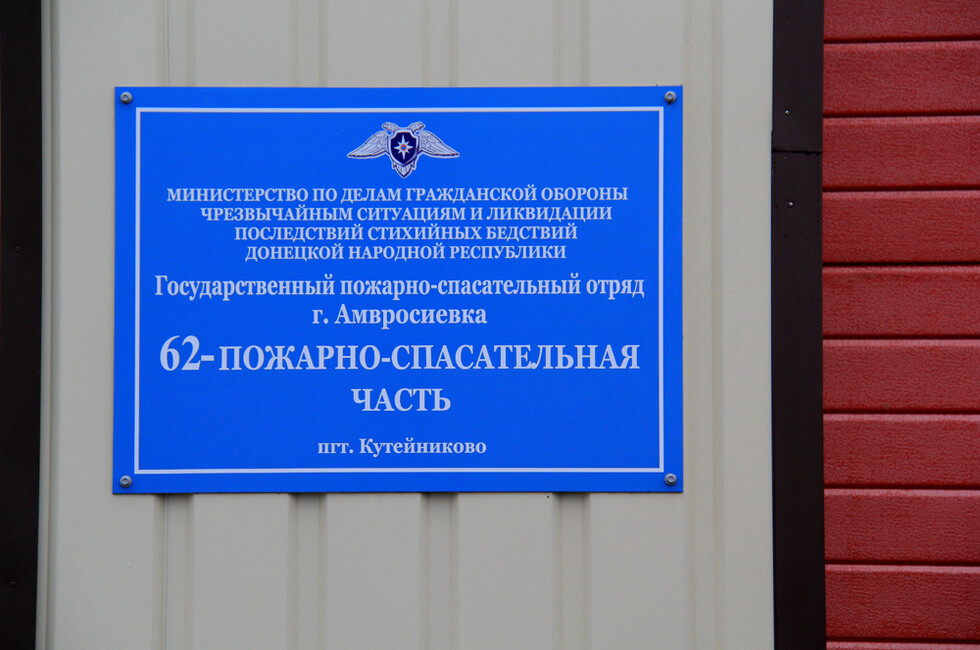 МИНИСТЕРСТВО ПО ДЕЛАМ ГРАЖДАНСКОЙ ОБОРОНЫ
ЧРЕЗВЫЧАЙНЫМ СИТУАЦИЯМ И ЛИКВИДАЦИИ
ПОСЛЕДСТВИЙ СТИХИЙНЫХ БЕДСТВИЙ
ДОНЕЦКОЙ НАРОДНОЙ РЕСПУБЛИКИ
Государственный пожарно-спасательный отряд
г. Амвросиевка
62-ПОЖАРНО-СПАСАТЕЛЬНАЯ
ЧАСТЬ
пгт. Кутейниково